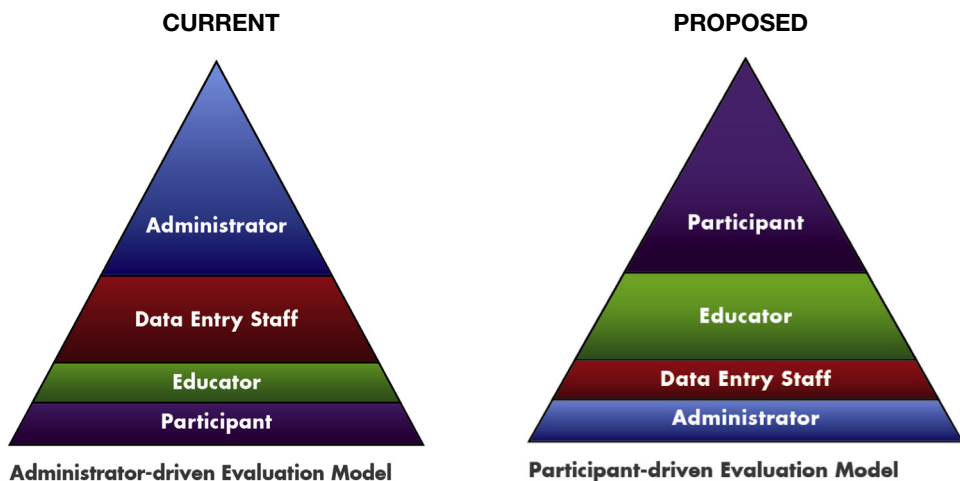 CURRENT
Administrator
Data Entry Staff
Educator
Participant
Administrator-driven Evaluation Model
PROPOSED
Participant
Educator
Data Entry Staff
Administrator
Participant-driven Evaluation Model